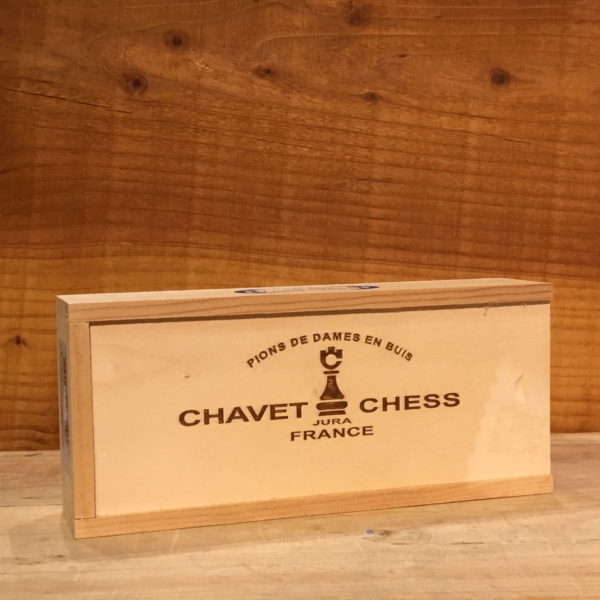 PIONS DE DAMES EN BUIS
CHAVET CHESS
JURA
FRANCE